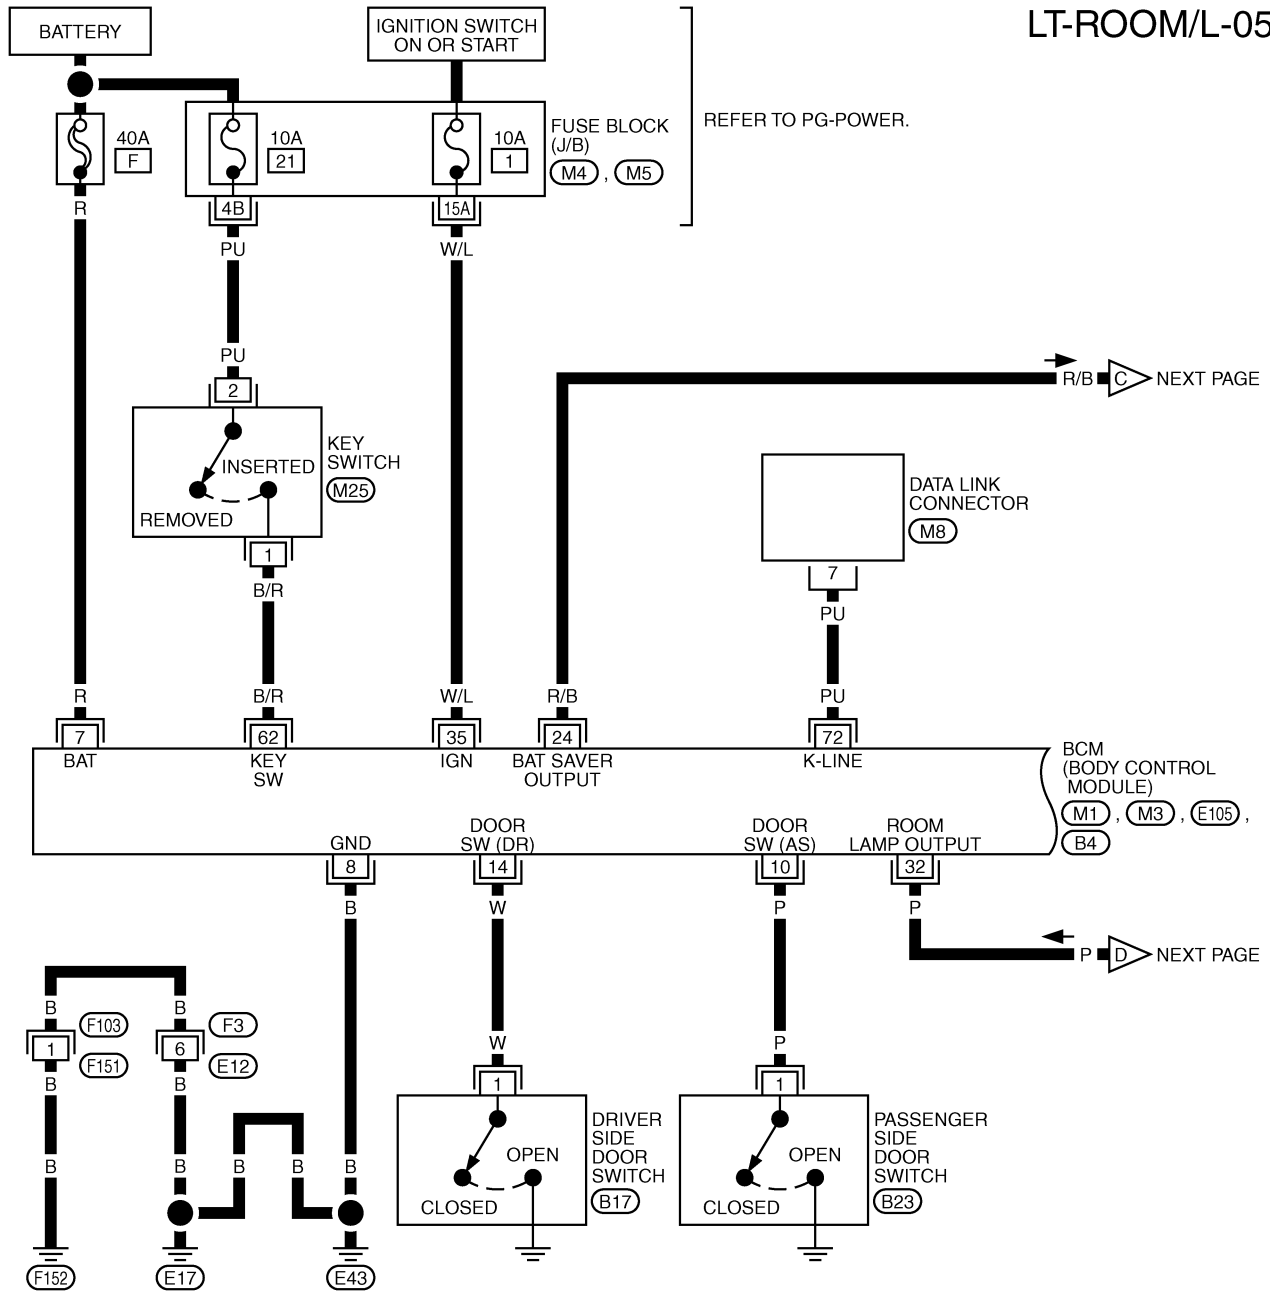 LT-ROOM/L-05
BATTERY
IGNITION SWITCH
ON OR START
REFER TO PG-POWER.
40A
F
10A
21
10A
1
FUSE BLOCK
(J/B)
M4 , M5
R
4B
15A
PU
W/L
PU
2
KEY
SWITCH
M25
INSERTED
REMOVED
1
B/R
R/B
C
NEXT PAGE
DATA LINK
CONNECTOR
M8
7
PU
R
B/R
W/L
R/B
PU
7
62
35
24
72
BAT
KEY
SW
IGN
BAT SAVER
OUTPUT
K-LINE
BCM
(BODY CONTROL
MODULE)
M1 , M3 , E105 ,
B4
GND
DOOR
SW (DR)
DOOR
SW (AS)
ROOM
LAMP OUTPUT
8
14
10
32
B
W
P
P
P
D
NEXT PAGE
B
B
1
F103
F151
6
F3
E12
B
B
W
P
1
1
B
B
B
B
B
DRIVER
SIDE
DOOR
SWITCH
B17
OPEN
CLOSED
PASSENGER
SIDE
DOOR
SWITCH
B23
OPEN
CLOSED
F152
E17
E43